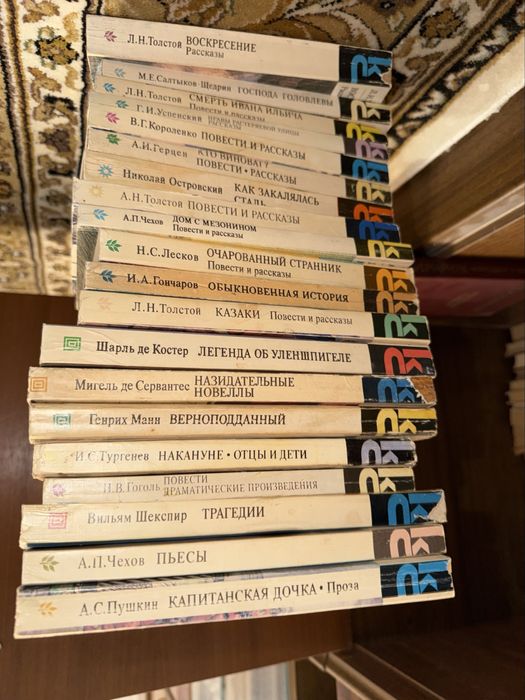 Л.Н.Толстой ВОСКРЕСЕНИЕ
Рассказы
М.Е.Салтыков-Щедрин ГОСПОДА ГОЛОВЛЕВЫ
Л.Н.Толстой СМЕРТЬ ИВАНА ИЛЬИЧА
Повести и рассказы
Г.И.Успенский НРАВЫ РАСТЕРЯЕВОЙ УЛИЦЫ
РАССКАЗЫ
В.Г.Короленко ПОВЕСТИ И РАССКАЗЫ
А.И.Герцен КТО ВИНОВАТ?
ПОВЕСТИ • РАССКАЗЫ
Николай Островский КАК ЗАКАЛЯЛАСЬ
СТАЛЬ
А.Н.Толстой ПОВЕСТИ И РАССКАЗЫ
А.П.Чехов ДОМ С МЕЗОНИНОМ
Повести и рассказы
Н.С.Лесков ОЧАРОВАННЫЙ СТРАННИК
Повести и рассказы
И.А.Гончаров ОБЫКНОВЕННАЯ ИСТОРИЯ
Л.Н.Толстой КАЗАКИ Повести и рассказы
Шарль де Костер ЛЕГЕНДА ОБ УЛЕНШПИГЕЛЕ
Мигель де Сервантес НАЗИДАТЕЛЬНЫЕ
НОВЕЛЛЫ
Генрих Манн ВЕРНОПОДДАННЫЙ
И.С.Тургенев НАКАНУНЕ • ОТЦЫ И ДЕТИ
Н.В.Гоголь ПОВЕСТИ
ДРАМАТИЧЕСКИЕ ПРОИЗВЕДЕНИЯ
Вильям Шекспир ТРАГЕДИИ
А.П.Чехов ПЬЕСЫ
А.С.Пушкин КАПИТАНСКАЯ ДОЧКА • Проза